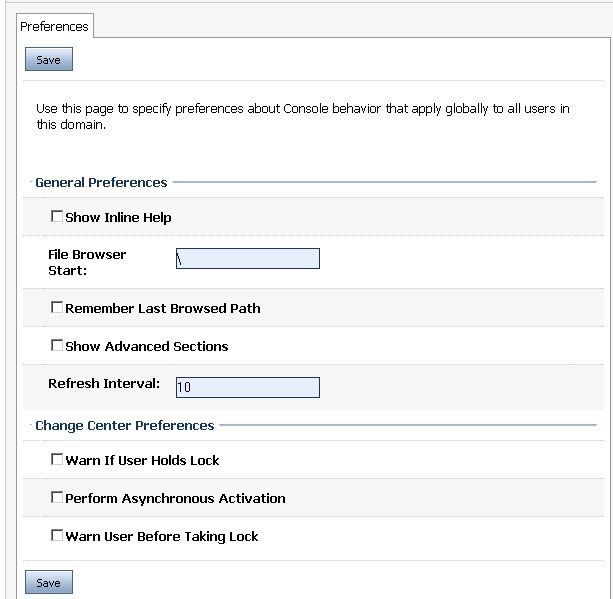 Preferences
Save
Use this page to specify preferences about Console behavior that apply globally to all users in
this domain.
General Preferences
Show Inline Help
File Browser
Start:
\
Remember Last Browsed Path
Show Advanced Sections
Refresh Interval:
10
Change Center Preferences
Warn If User Holds Lock
Perform Asynchronous Activation
Warn User Before Taking Lock
Save